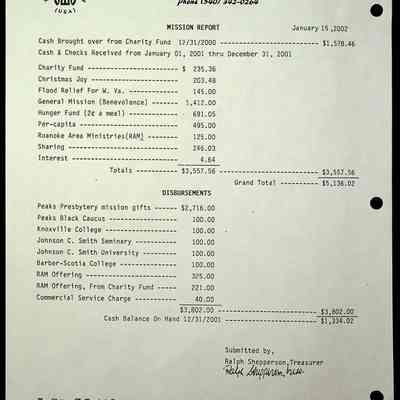 (USA)
phone (540) 342-0264
MISSION REPORT
January 15, 2002
Cash Brought over from Charity Fund 12/31/2000 -------------------- $1,578.46
Cash & Checks Received from January 01, 2001 thru December 31, 2001
Charity Fund -------------------- $ 235.36
Christmas Joy -------------------- 203.48
Flood Relief For W. Va. ---------- 145.00
General Mission (Benevolence) ---- 1,412.00
Hunger Fund (2¢ a meal) ---------- 691.05
Per-capita -------------------- 495.00
Roanoke Area Ministries(RAM) -------- 125.00
Sharing -------------------- 246.03
Interest -------------------- 4.64
Totals ---------- $3,557.56 -------------------- $3,557.56
Grand Total ---------- $5,136.02
DISBURSEMENTS
Peaks Presbytery mission gifts ------ $2,716.00
Peaks Black Caucus ---------------- 100.00
Knoxville College ---------------- 100.00
Johnson C. Smith Seminary ---------- 100.00
Johnson C. Smith University -------- 100.00
Barber-Scotia College ------------ 100.00
RAM Offering -------------------- 325.00
RAM Offering, From Charity Fund ----- 221.00
Commercial Service Charge ---------- 40.00
$3,802.00 -------------------- $3,802.00
Cash Balance On Hand 12/31/2001 -------------------- $1,334.02
Submitted by,
Ralph Shepperson,Treasurer
Ralph Shepperson